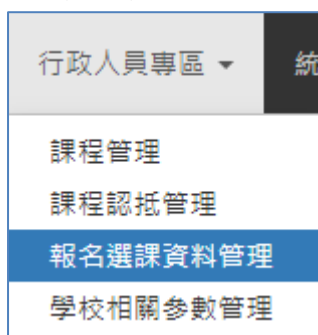 行政人員專區 統
課程管理
課程認抵管理
報名選課資料管理
學校相關參數管理